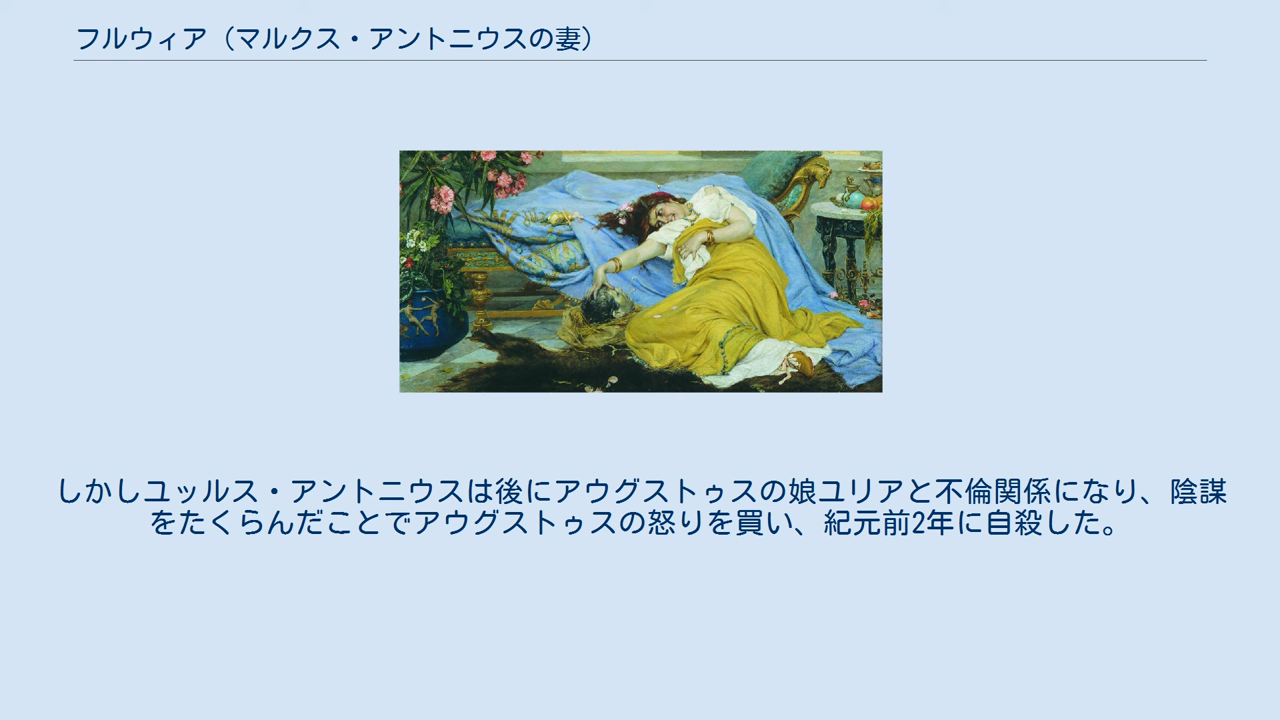 フルウィア（マルクス・アントニウスの妻）
しかしユッルス・アントニウスは後にアウグストゥスの娘ユリアと不倫関係になり、陰謀
をたくらんだことでアウグストゥスの怒りを買い、紀元前2年に自殺した。